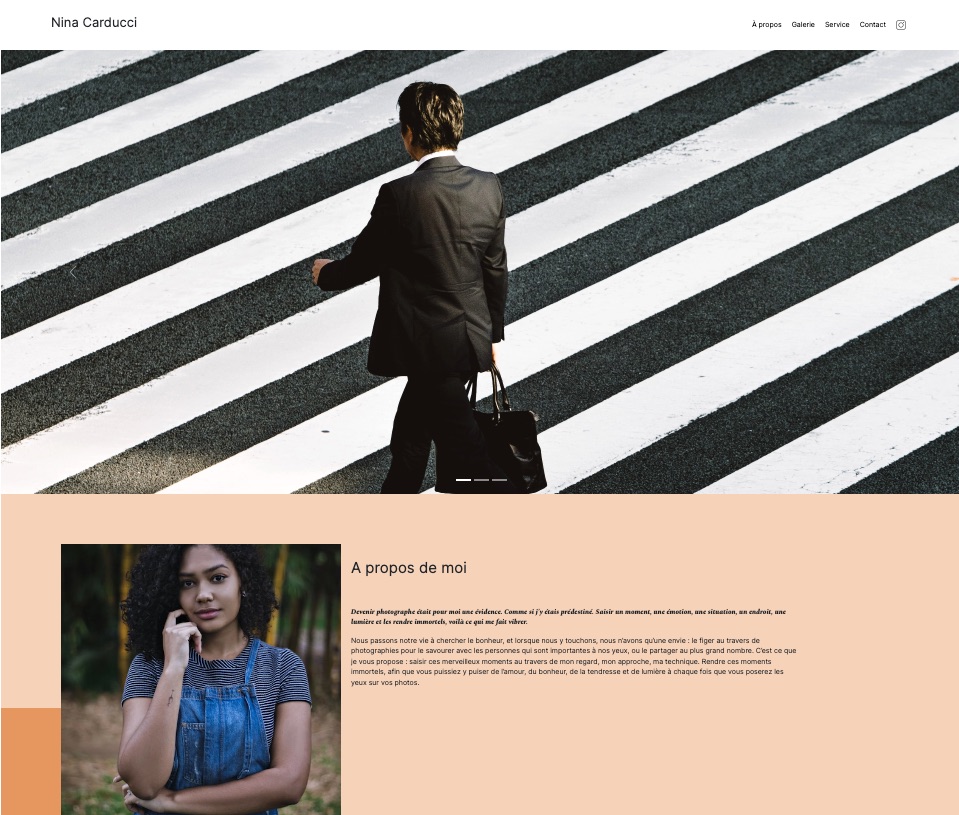 Nina Carducci
À propos Galerie Service Contact
A propos de moi
Devenir photographe était pour moi une évidence. Comme si j'y étais prédestiné. Saisir un moment, une émotion, une situation, un endroit, une
lumière et les rendre immortels, voilà ce qui me fait vibrer.
Nous passons notre vie à chercher le bonheur, et lorsque nous y touchons, nous n'avons qu'une envie : le figer au travers de
photographies pour le savourer avec les personnes qui sont importantes à nos yeux, ou le partager au plus grand nombre. C'est ce que
je vous propose : saisir ces merveilleux moments au travers de mon regard, mon approche, ma technique. Rendre ces moments
immortels, afin que vous puissiez y puiser de l'amour, du bonheur, de la tendresse et de lumière à chaque fois que vous poserez les
yeux sur vos photos.